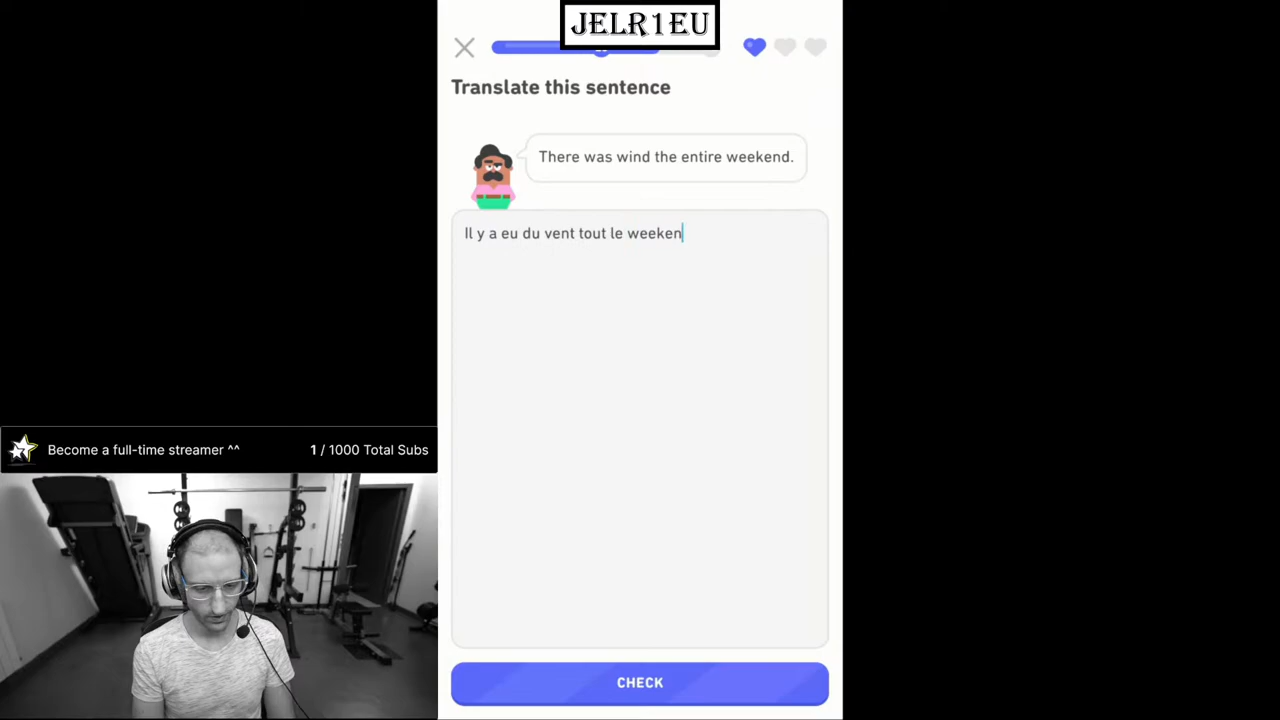 JELR1EU
Translate this sentence
There was wind the entire weekend.
Il y a eu du vent tout le weeken
Become a full-time streamer ^^ 1 / 1000 Total Subs
CHECK